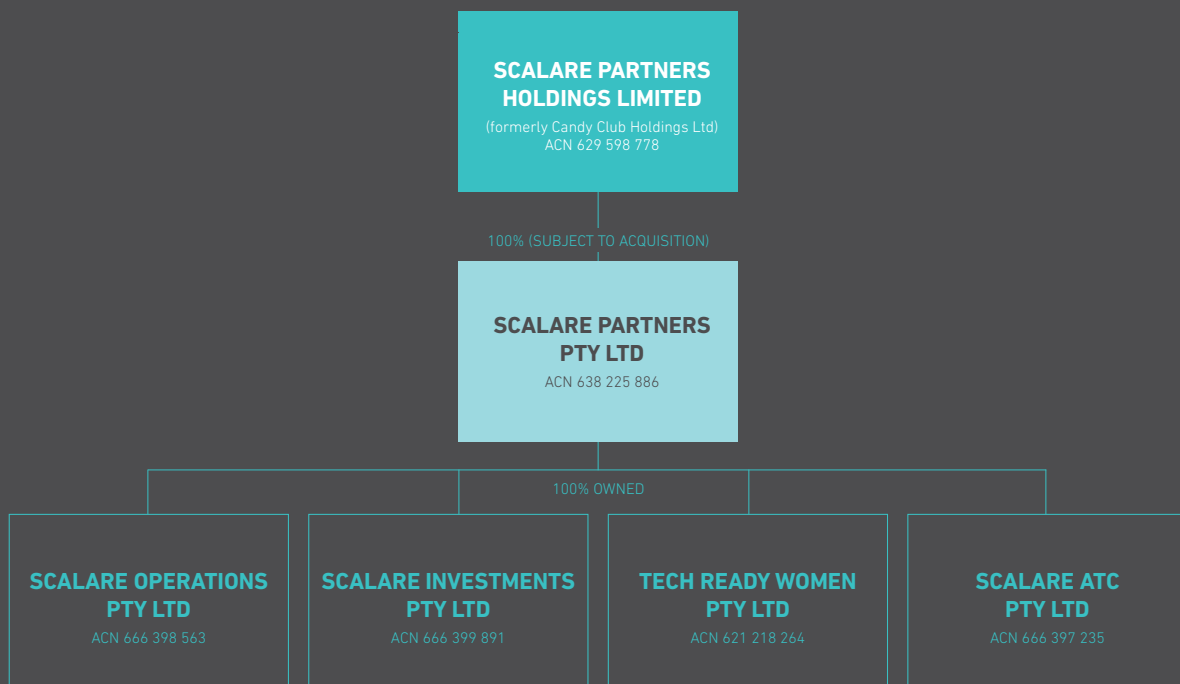 SCALARE PARTNERS
HOLDINGS LIMITED
(formerly Candy Club Holdings Ltd)
ACN 629 598 778
100% (SUBJECT TO ACQUISITION)
SCALARE PARTNERS
PTY LTD
ACN 638 225 886
100% OWNED
SCALARE OPERATIONS
PTY LTD
ACN 666 398 563
SCALARE INVESTMENTS
PTY LTD
ACN 666 399 891
TECH READY WOMEN
PTY LTD
ACN 621 218 264
SCALARE ATC
PTY LTD
ACN 666 397 235